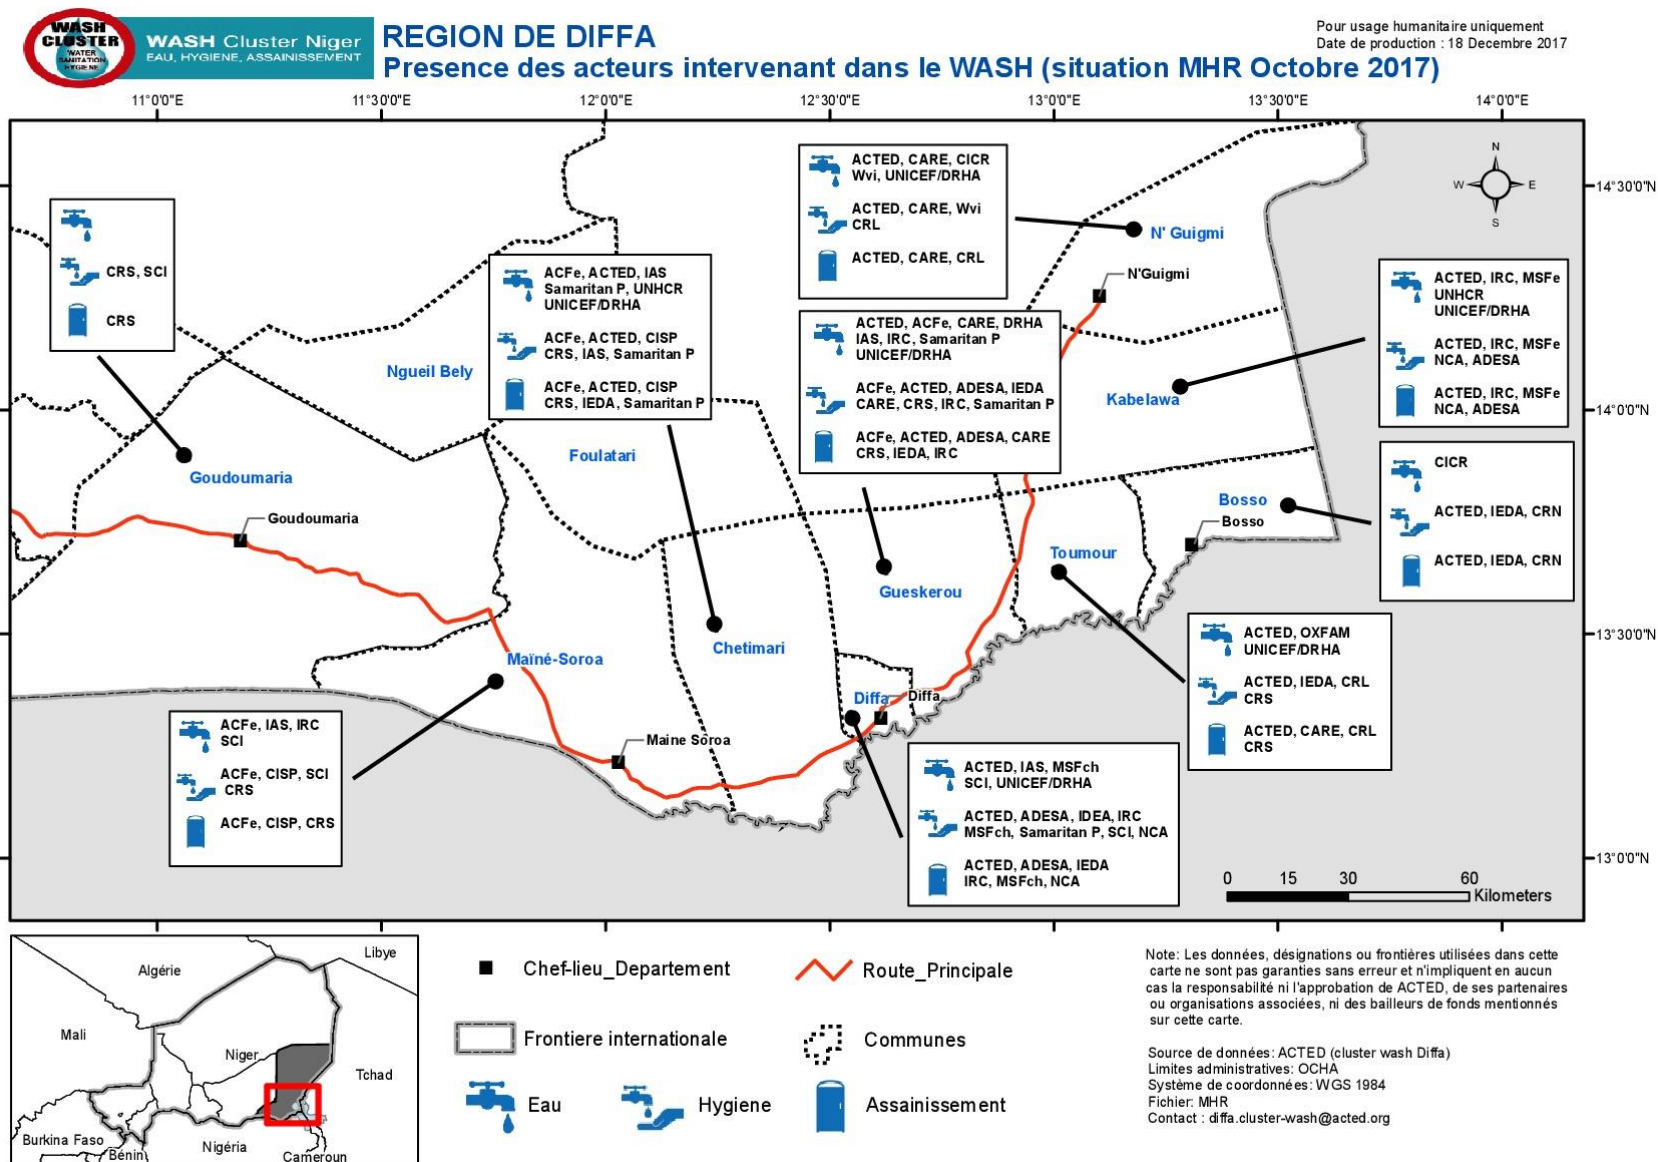 WASH
CLUSTER
WATER
SANITATION
HYGIENE
WASH Cluster Niger
EAU, HYGIENE, ASSAINISSEMENT
REGION DE DIFFA
Presence des acteurs intervenant dans le WASH (situation MHR Octobre 2017)
Pour usage humanitaire uniquement
Date de production : 18 Decembre 2017
11°0'0"E
11°30'0"E
12°0'0"E
12°30'0"E
13°0'0"E
13°30'0"E
14°0'0"E
14°30'0"N
14°0'0"N
13°30'0"N
13°0'0"N
N
W
E
S
CRS, SCI
CRS
Goudoumaria
Goudoumaria
Ngueil Bely
ACFe, ACTED, IAS
Samaritan P, UNHCR
UNICEF/DRHA
ACFe, ACTED, CISP
CRS, IAS, Samaritan P
ACFe, ACTED, CISP
CRS, IEDA, Samaritan P
Foulatari
Chetimari
ACTED, CARE, CICR
Wvi, UNICEF/DRHA
ACTED, CARE, Wvi
CRL
ACTED, CARE, CRL
N' Guigmi
N'Guigmi
ACTED, ACFe, CARE, DRHA
IAS, IRC, Samaritan P
UNICEF/DRHA
ACFe, ACTED, ADESA, IEDA
CARE, CRS, IRC, Samaritan P
ACFe, ACTED, ADESA, CARE
CRS, IEDA, IRC
Gueskerou
ACTED, IRC, MSFe
UNHCR
UNICEF/DRHA
ACTED, IRC, MSFe
NCA, ADESA
ACTED, IRC, MSFe
NCA, ADESA
Kabelawa
CICR
ACTED, IEDA, CRN
ACTED, IEDA, CRN
Bosso
Bosso
Toumour
ACTED, OXFAM
UNICEF/DRHA
ACTED, IEDA, CRL
CRS
ACTED, CARE, CRL
CRS
Maïné-Soroa
Maine Soroa
ACFe, IAS, IRC
SCI
ACFe, CISP, SCI
CRS
ACFe, CISP, CRS
Diffa
Diffa
ACTED, IAS, MSFch
SCI, UNICEF/DRHA
ACTED, ADESA, IDEA, IRC
MSFch, Samaritan P, SCI, NCA
ACTED, ADESA, IEDA
IRC, MSFch, NCA
0 15 30 60
Kilometers
Algérie
Libye
Mali
Niger
Tchad
Burkina Faso
Bénin
Nigéria
Cameroun
Chef-lieu_Departement
Route_Principale
Frontiere internationale
Communes
Eau
Hygiene
Assainissement
Note: Les données, désignations ou frontières utilisées dans cette
carte ne sont pas garanties sans erreur et n'impliquent en aucun
cas la responsabilité ni l'approbation de ACTED, de ses partenaires
ou organisations associées, ni des bailleurs de fonds mentionnés
sur cette carte.
Source de données: ACTED (cluster wash Diffa)
Limites administratives: OCHA
Système de coordonnées: WGS 1984
Fichier: MHR
Contact : diffa.cluster-wash@acted.org